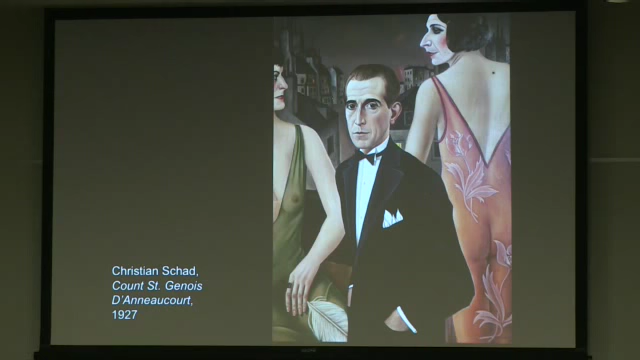 Christian Schad,
Count St. Genois
D'Anneaucourt,
1927